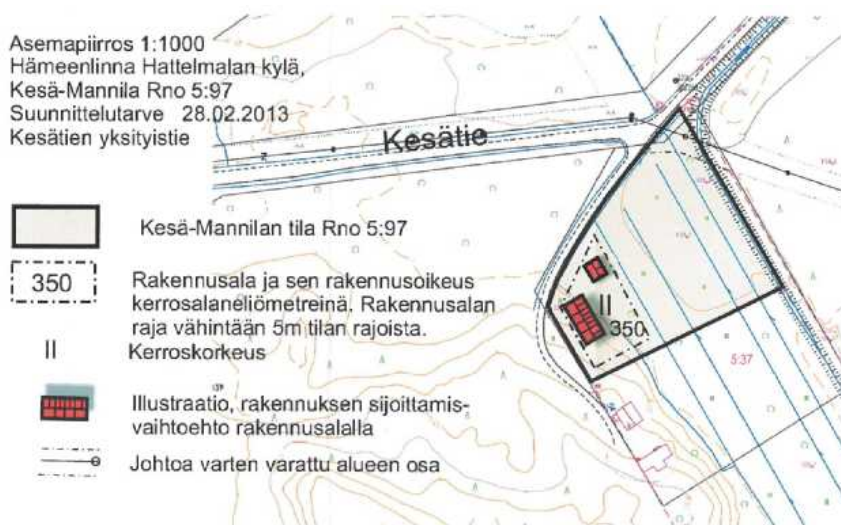 Asemapiirros 1:1000
Hämeenlinna Hattelmalan kylä,
Kesä-Mannila Rno 5:97
Suunnittelutarve 28.02.2013
Kesätien yksityistie
Kesätie
Kesä-Mannilan tila Rno 5:97
350
Rakennusala ja sen rakennusoikeus
kerrosalaneliömetreinä. Rakennusalan
raja vähintään 5m tilan rajoista.
II
Kerroskorkeus
Illustraatio, rakennuksen sijoittamis-
vaihtoehto rakennusalalla
Johtoa varten varattu alueen osa
II
350
5:37